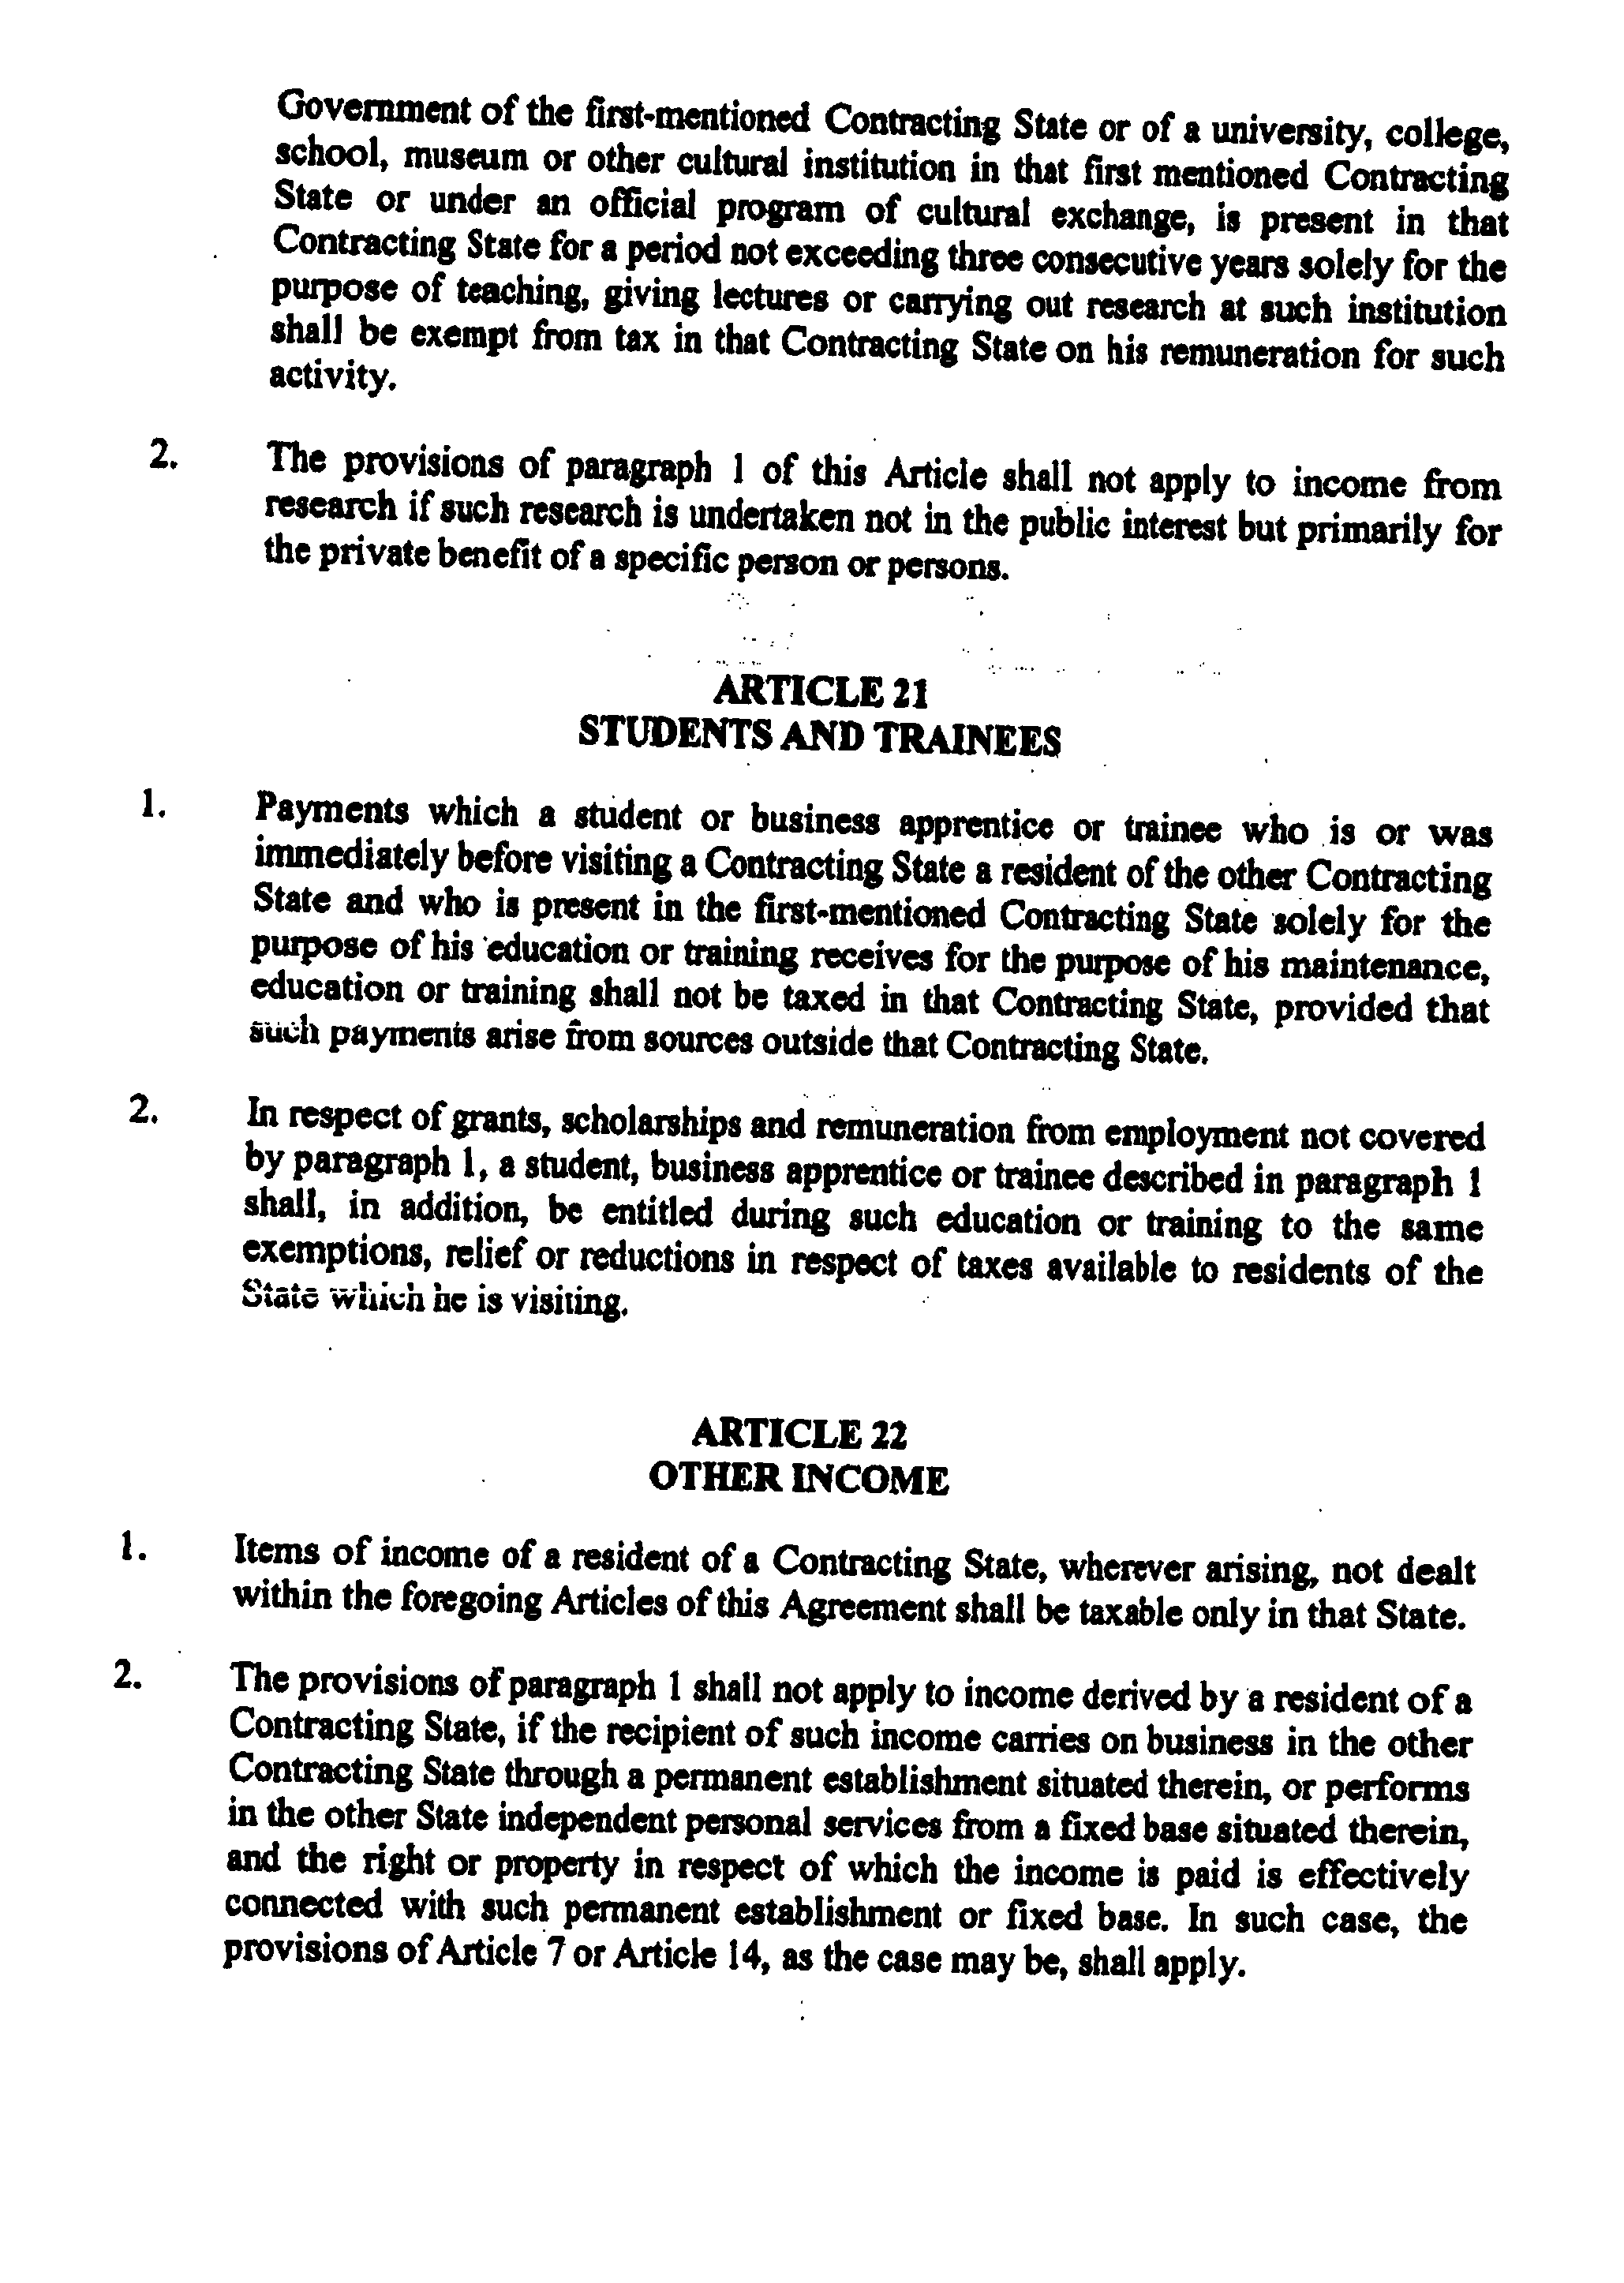 Government of the first-mentioned Contracting State or of a university, college,
school, museum or other cultural institution in that first mentioned Contracting
State or under an official program of cultural exchange, is present in that
Contracting State for a period not exceeding three consecutive years solely for the
purpose of teaching, giving lectures or carrying out research at such institution
shall be exempt from tax in that Contracting State on his remuneration for such
activity.
2. The provisions of paragraph 1 of this Article shall not apply to income from
research if such research is undertaken not in the public interest but primarily for
the private benefit of a specific person or persons.
ARTICLE 21
STUDENTS AND TRAINEES
1. Payments which a student or business apprentice or trainee who is or was
immediately before visiting a Contracting State a resident of the other Contracting
State and who is present in the first-mentioned Contracting State solely for the
purpose of his education or training receives for the purpose of his maintenance,
education or training shall not be taxed in that Contracting State, provided that
such payments arise from sources outside that Contracting State.
2. In respect of grants, scholarships and remuneration from employment not covered
by paragraph 1, a student, business apprentice or trainee described in paragraph 1
shall, in addition, be entitled during such education or training to the same
exemptions, relief or reductions in respect of taxes available to residents of the
State which he is visiting.
ARTICLE 22
OTHER INCOME
1. Items of income of a resident of a Contracting State, wherever arising, not dealt
within the foregoing Articles of this Agreement shall be taxable only in that State.
2. The provisions of paragraph 1 shall not apply to income derived by a resident of a
Contracting State, if the recipient of such income carries on business in the other
Contracting State through a permanent establishment situated therein, or performs
in the other State independent personal services from a fixed base situated therein,
and the right or property in respect of which the income is paid is effectively
connected with such permanent establishment or fixed base. In such case, the
provisions of Article 7 or Article 14, as the case may be, shall apply.